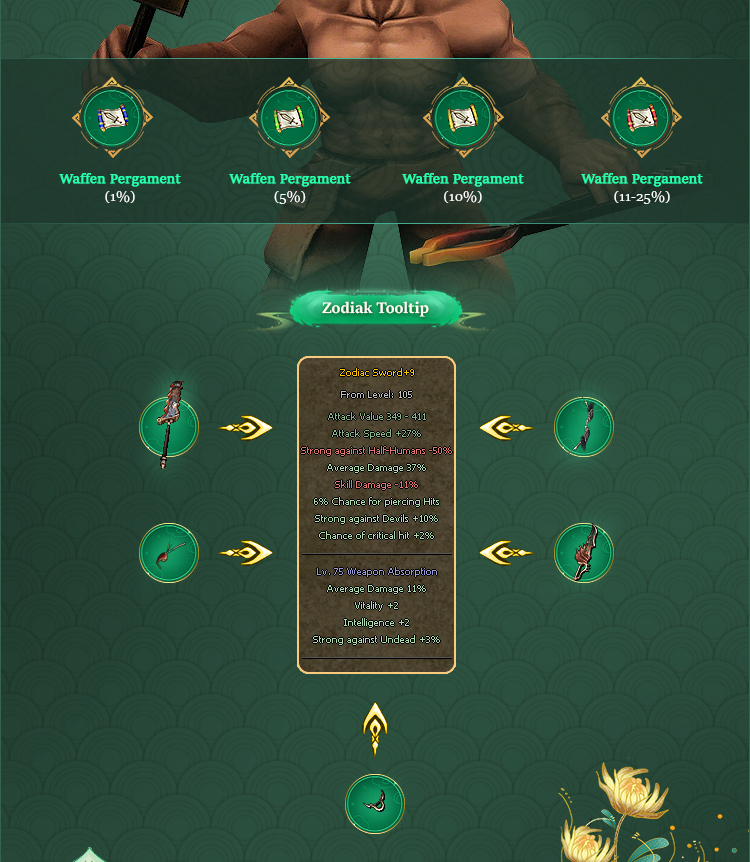 Waffen Pergament
(1%)
Waffen Pergament
(5%)
Waffen Pergament
(10%)
Waffen Pergament
(11-25%)
Zodiak Tooltip
Zodiac Sword+9
From Level: 105
Attack Value 349 - 411
Attack Speed +27%
Strong against Half-Humans -50%
Average Damage 37%
Skill Damage -11%
6% Chance for piercing Hits
Strong against Devils +10%
Chance of critical hit +2%
Lv. 75 Weapon Absorption
Average Damage 11%
Vitality +2
Intelligence +2
Strong against Undead +3%